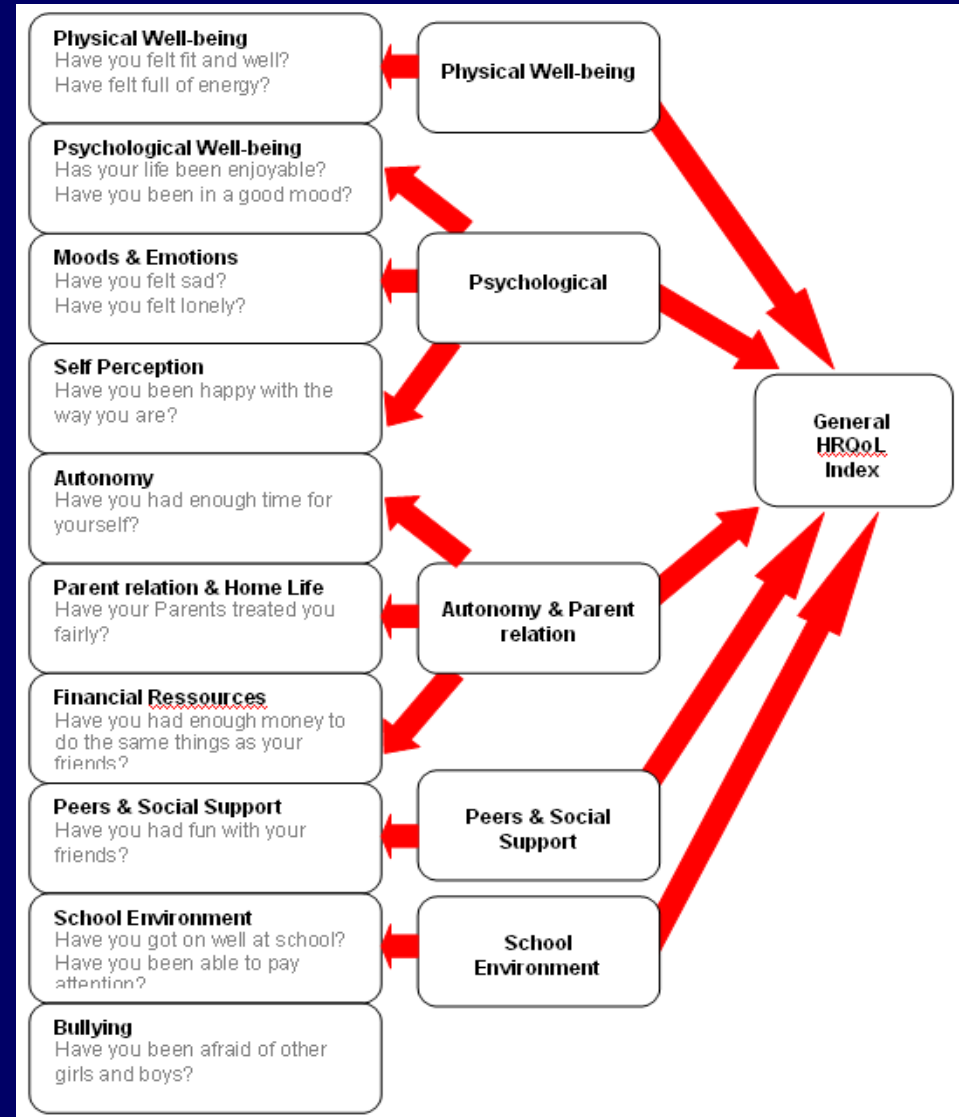 Physical Well-being
Have you felt fit and well?
Have felt full of energy?
Psychological Well-being
Has your life been enjoyable?
Have you been in a good mood?
Moods & Emotions
Have you felt sad?
Have you felt lonely?
Self Perception
Have you been happy with the
way you are?
Autonomy
Have you had enough time for
yourself?
Parent relation & Home Life
Have your Parents treated you
fairly?
Financial Ressources
Have you had enough money to
do the same things as your
friends?
Peers & Social Support
Have you had fun with your
friends?
School Environment
Have you got on well at school?
Have you been able to pay
attention?
Bullying
Have you been afraid of other
girls and boys?
Physical Well-being
Psychological
Autonomy & Parent
relation
Peers & Social
Support
School
Environment
General
HRQoL
Index